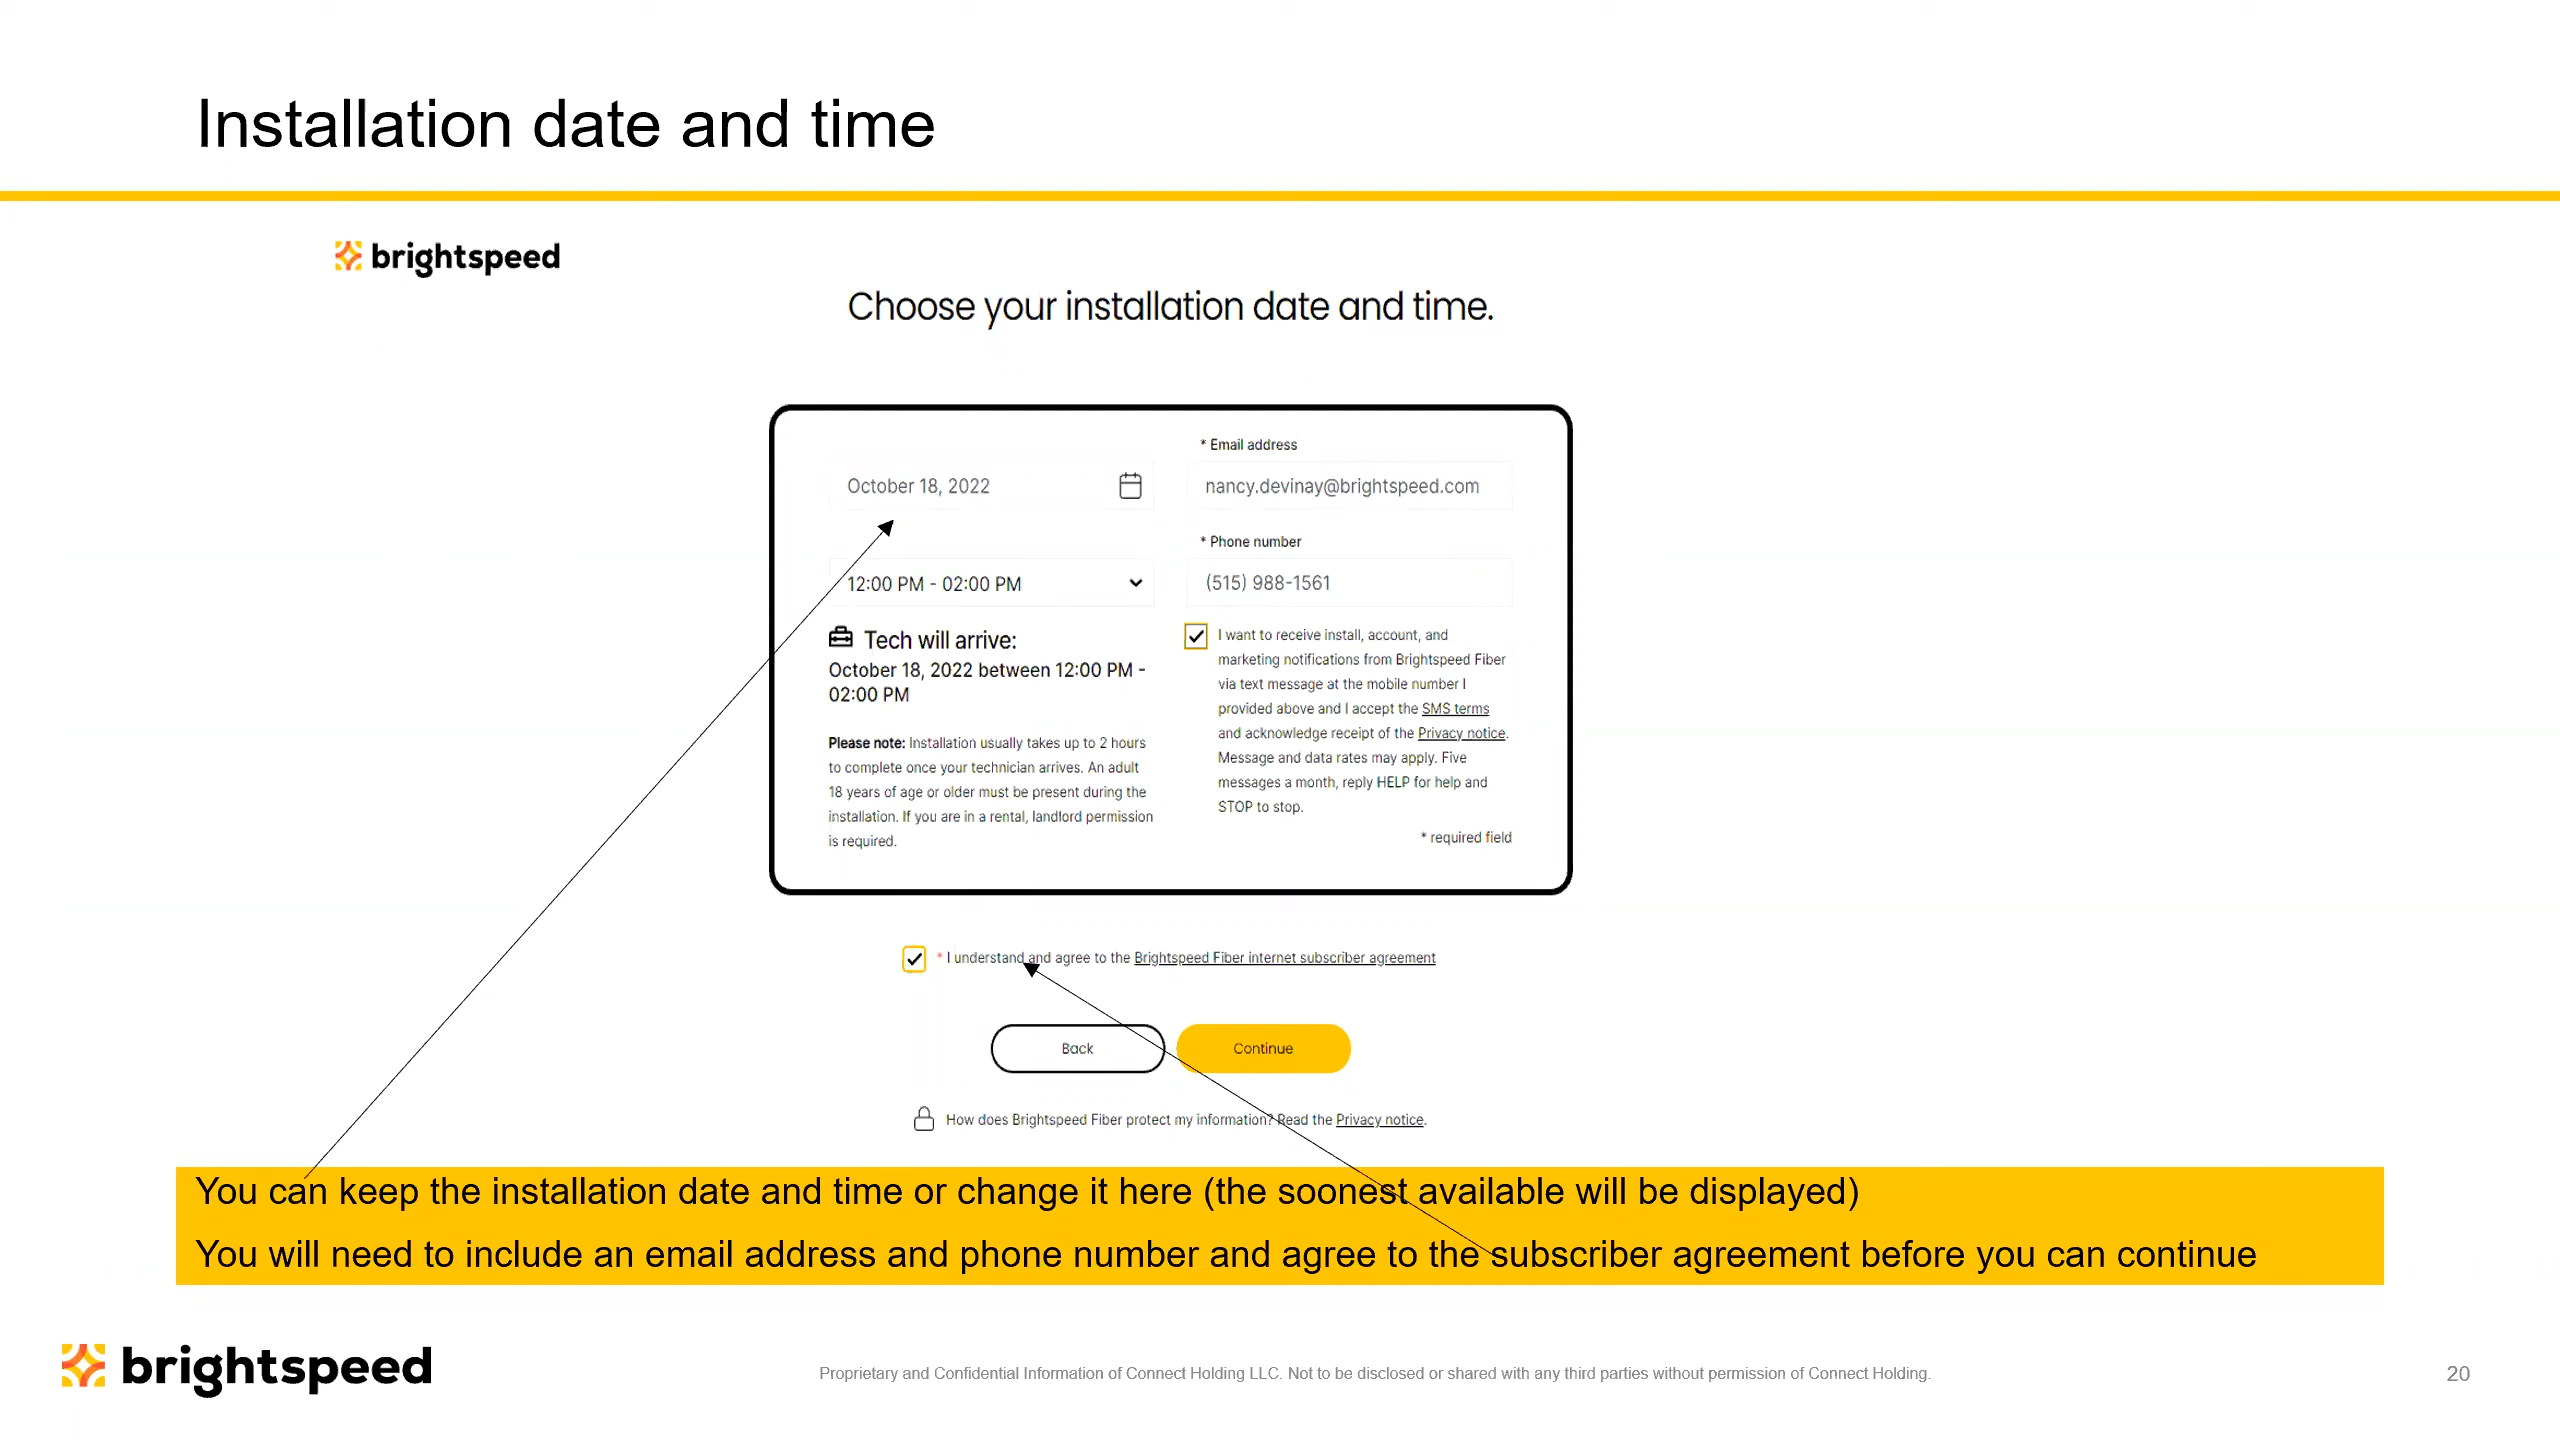 Installation date and time
brightspeed
Choose your installation date and time.
October 18, 2022
12:00 PM - 02:00 PM
Tech will arrive:
October 18, 2022 between 12:00 PM -
02:00 PM
Please note: Installation usually takes up to 2 hours
to complete once your technician arrives. An adult
18 years of age or older must be present during the
installation. If you are in a rental, landlord permission
is required.
* Email address
nancy.devinay@brightspeed.com
* Phone number
(515) 988-1561
I want to receive install, account, and
marketing notifications from Brightspeed Fiber
via text message at the mobile number I
provided above and I accept the SMS terms
and acknowledge receipt of the Privacy notice.
Message and data rates may apply. Five
messages a month, reply HELP for help and
STOP to stop.
* required field
* I understand and agree to the Brightspeed Fiber internet subscriber agreement
Back
Continue
How does Brightspeed Fiber protect my information? Read the Privacy notice.
You can keep the installation date and time or change it here (the soonest available will be displayed)
You will need to include an email address and phone number and agree to the subscriber agreement before you can continue
brightspeed
Proprietary and Confidential Information of Connect Holding LLC. Not to be disclosed or shared with any third parties without permission of Connect Holding.
20